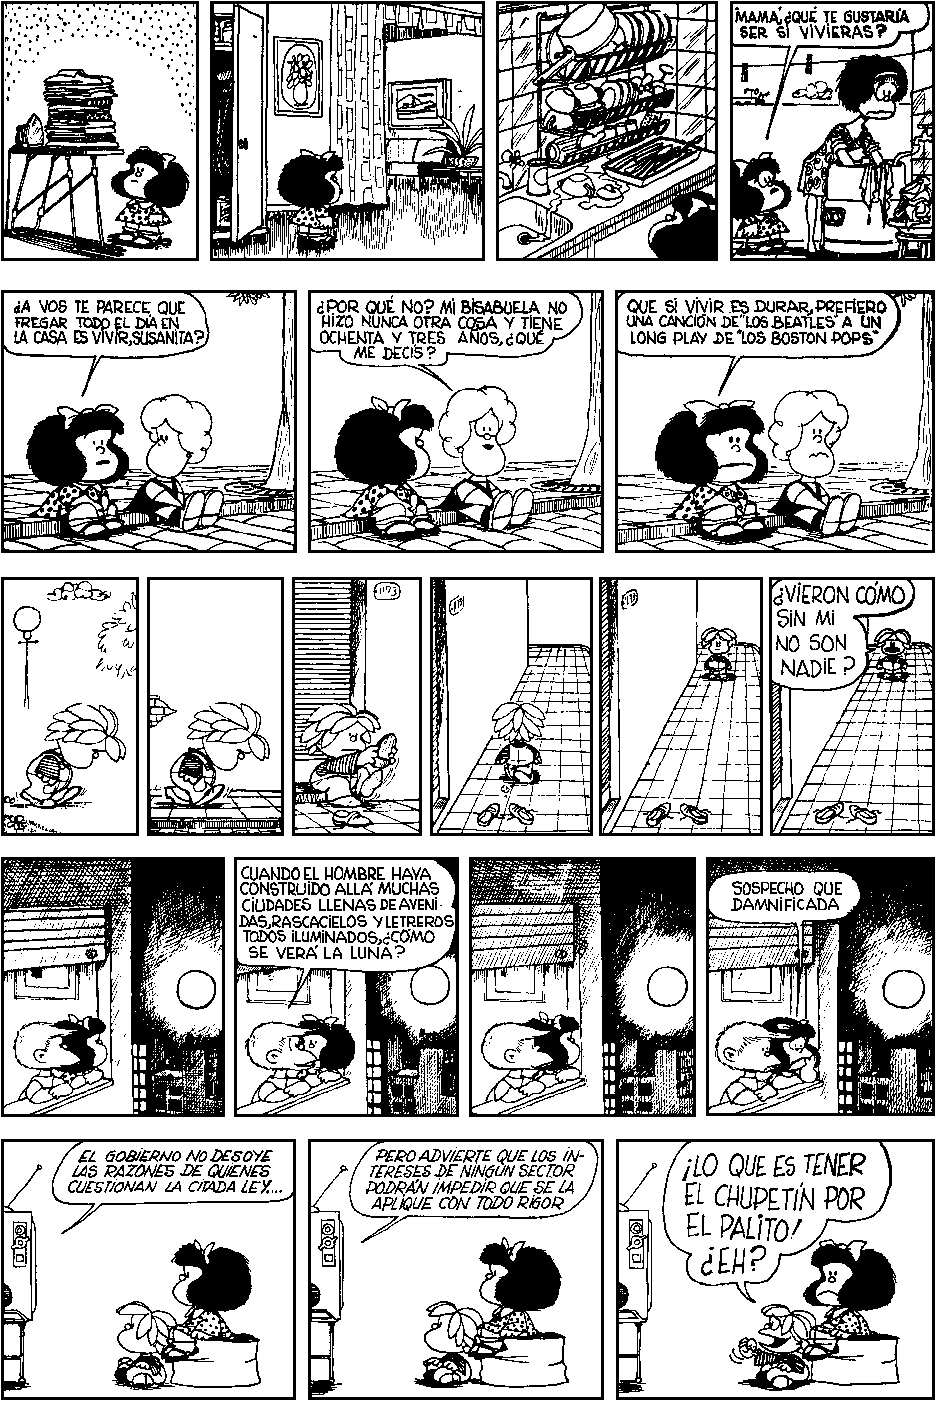 MAMÁ, ¿QUÉ TE GUSTARÍA
SER SI VIVIERAS?
¿A VOS TE PARECE QUE
FREGAR TODO EL DIA EN
LA CASA ES VIVIR, SUSANITA?
¿POR QUÉ NO? MI BISABUELA NO
HIZO NUNCA OTRA COSA Y TIENE
OCHENTA Y TRES AÑOS, ¿QUÉ
ME DECIS?
QUE SI VIVIR ES DURAR, PREFIERO
UNA CANCIÓN DE "LOS BEATLES" A UN
LONG PLAY DE "LOS BOSTON POPS"
1173
¿VIERON CÓMO
SIN MI
NO SON
NADIE?
CUANDO EL HOMBRE HAYA
CONSTRUIDO ALLÁ MUCHAS
CIUDADES LLENAS DE AVENI-
DAS, RASCACIELOS Y LETREROS
TODOS ILUMINADOS, ¿CÓMO
SE VERÁ LA LUNA?
SOSPECHO QUE
DAMNIFICADA
EL GOBIERNO NO DESOYE
LAS RAZONES DE QUIENES
CUESTIONAN LA CITADA LEY...
PERO ADVIERTE QUE LOS IN-
TERESES DE NINGÚN SECTOR
PODRÁN IMPEDIR QUE SE LA
APLIQUE CON TODO RIGOR
¡LO QUE ES TENER
EL CHUPETÍN POR
EL PALITO!
¿EH?